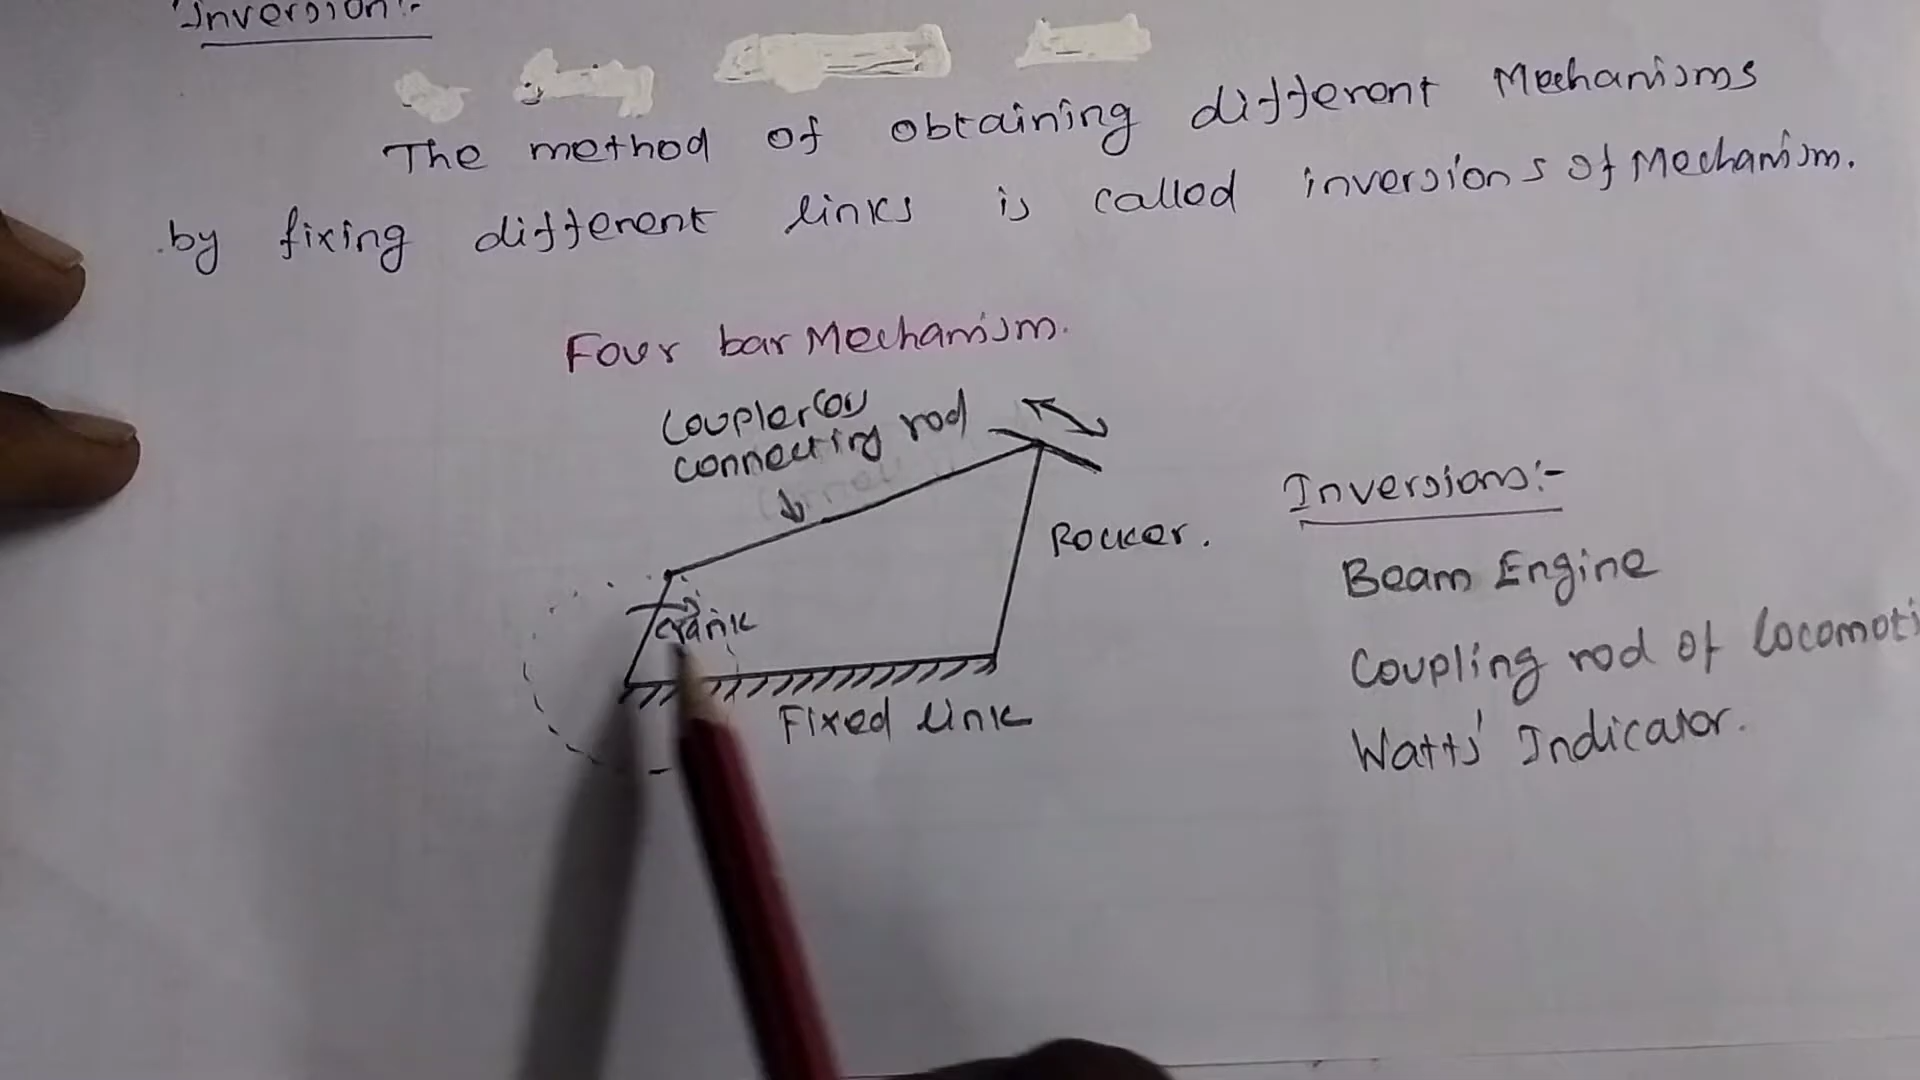 Inversion:-
The method of obtaining different Mechanisms
by fixing different links is called inversions of Mechanism.
Four bar Mechanism.
Coupler (or)
connecting rod
Rocker.
Crank
Fixed link
Inversions:-
Beam Engine
Coupling rod of locomoti
Watts' Indicator.